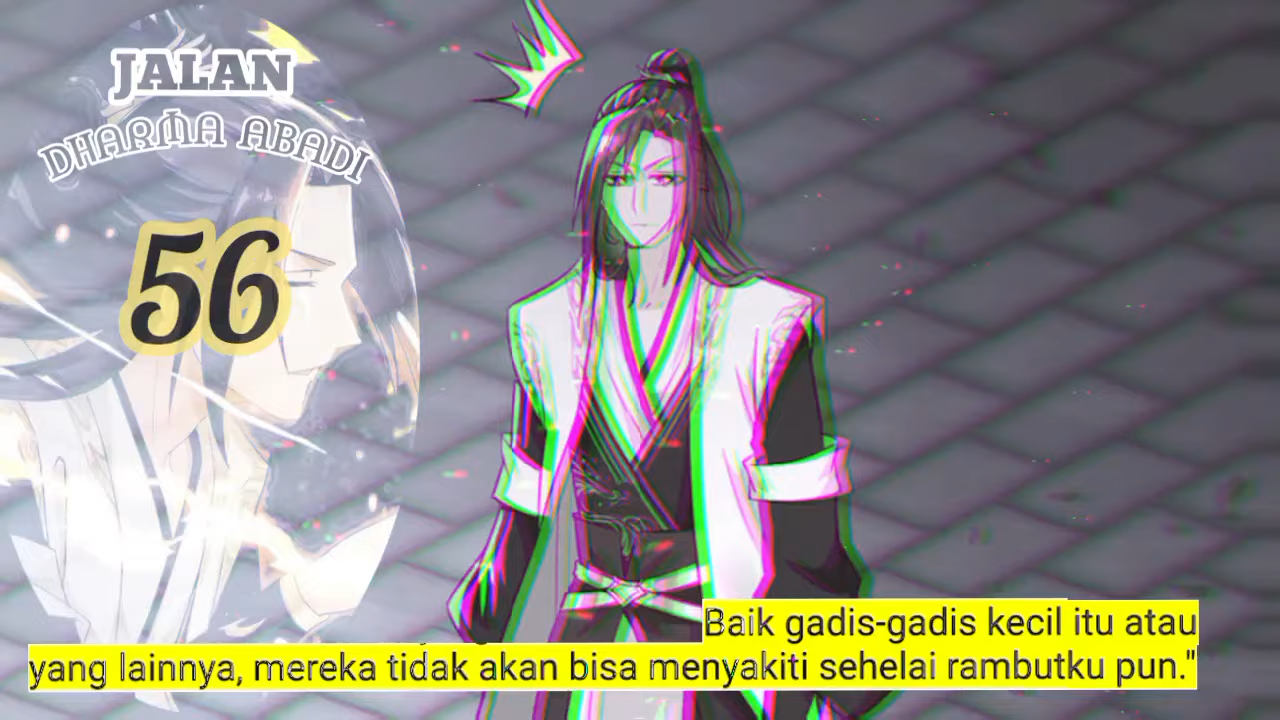 JALAN
DHARMA ABADI
56
Baik gadis-gadis kecil itu atau
yang lainnya, mereka tidak akan bisa menyakiti sehelai rambutku pun."